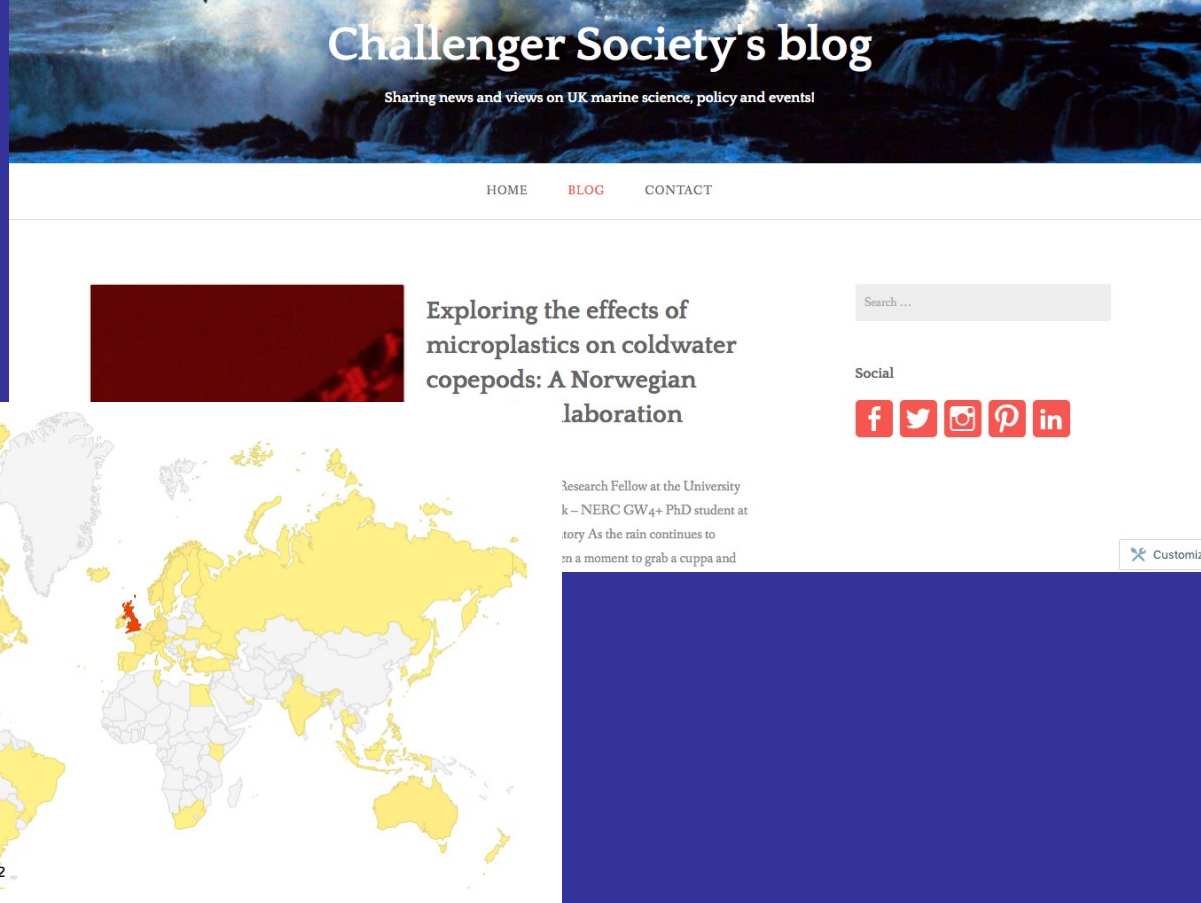 Challenger Society's blog
Sharing news and views on UK marine science, policy and events!
HOME BLOG CONTACT
Exploring the effects of
microplastics on coldwater
copepods: A Norwegian
laboration
Research Fellow at the University
k – NERC GW4+ PhD student at
tory As the rain continues to
en a moment to grab a cuppa and
Search ...
Social
Customiz
2